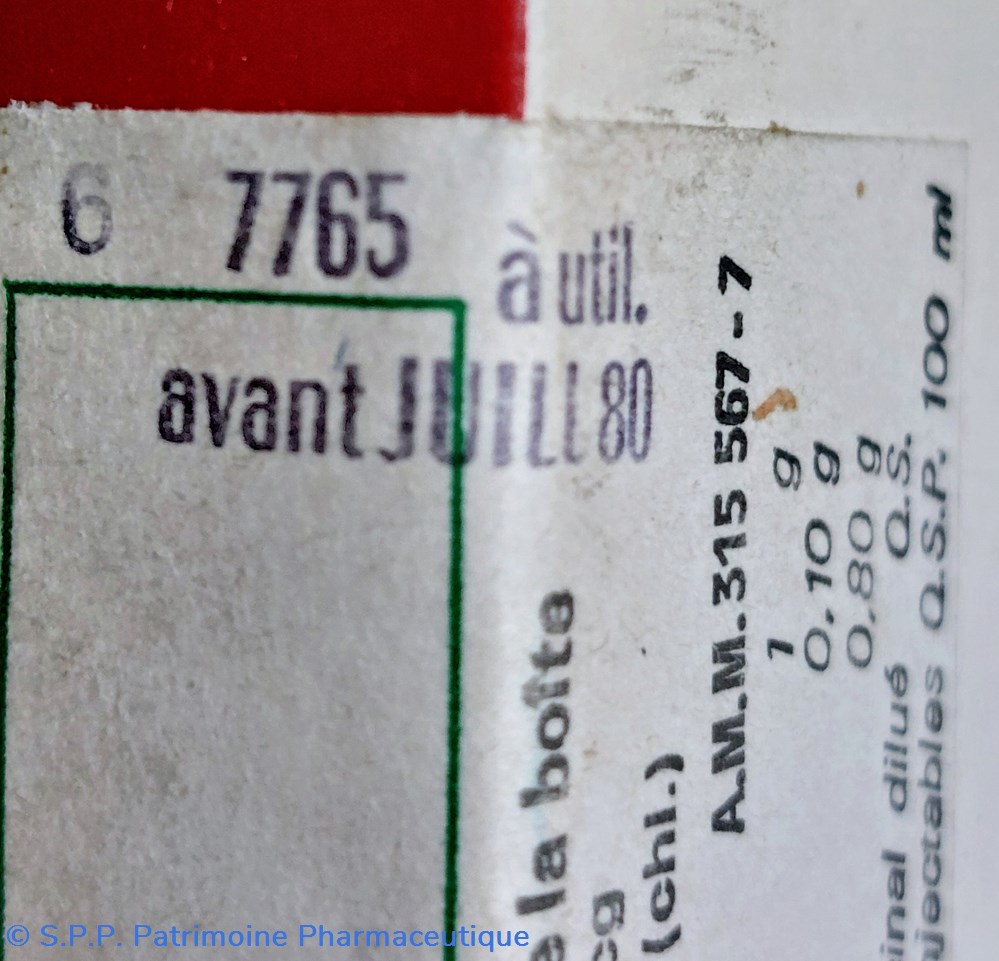 6 7765 à util.
avant JUILL 80
la boîte
cg
(chl.)
A.M.M. 315 567 - 7
1 g
0,10 g
0,80 g
dilué Q.S.
Q.S.P. 100 ml
© S.P.P. Patrimoine Pharmaceutique